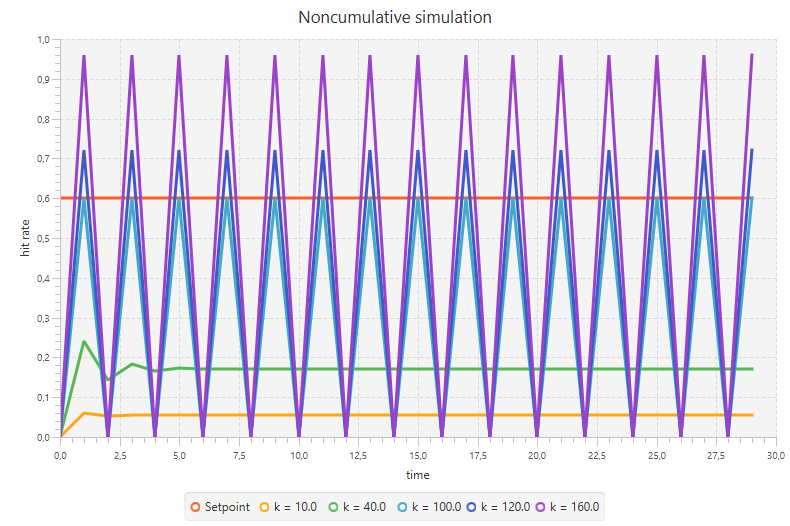 Noncumulative simulation
1,0
0,9
0,8
0,7
0,6
0,5
0,4
0,3
0,2
0,1
0,0
hit rate
0,0 2,5 5,0 7,5 10,0 12,5 15,0 17,5 20,0 22,5 25,0 27,5 30,0
time
Setpoint k = 10.0 k = 40.0 k = 100.0 k = 120.0 k = 160.0